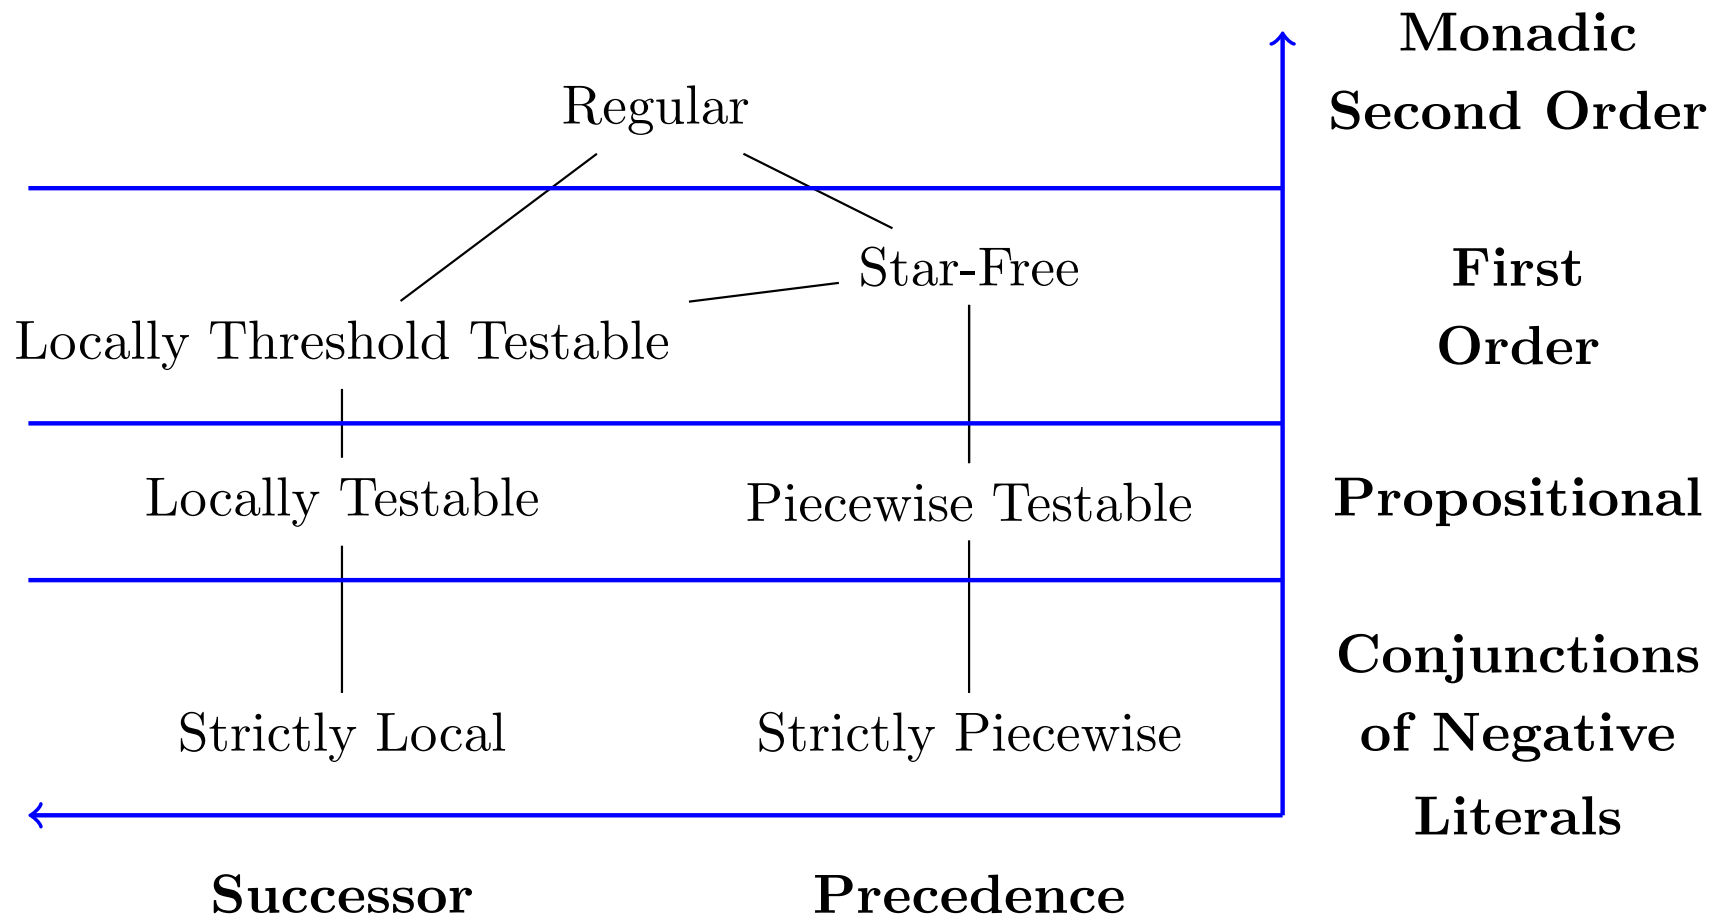 Monadic
Second Order
Regular
Star-Free
First
Order
Locally Threshold Testable
Locally Testable
Piecewise Testable
Propositional
Conjunctions
of Negative
Literals
Strictly Local
Strictly Piecewise
Successor
Precedence